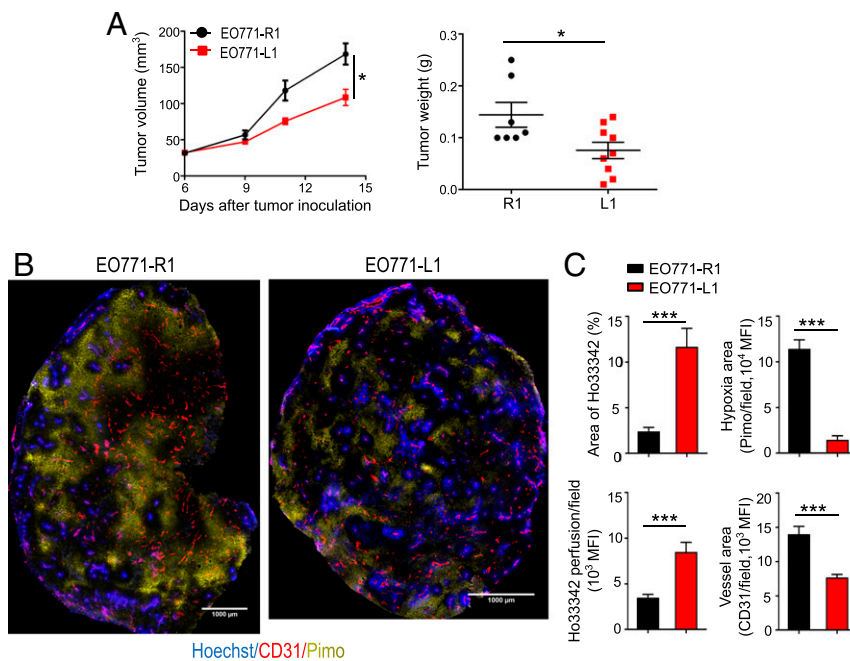 A
EO771-R1
EO771-L1
Tumor volume (mm³)
200
150
100
50
0
6
9
12
15
Days after tumor inoculation
*
Tumor weight (g)
0.3
0.2
0.1
0.0
*
R1
L1
B
EO771-R1
EO771-L1
1000 µm
1000 µm
Hoechst/CD31/Pimo
C
EO771-R1
EO771-L1
Area of Ho33342 (%)
15
10
5
0
***
Hypoxia area
(Pimo/field, 10⁴ MFI)
15
10
5
0
***
Ho33342 perfusion/field
(10³ MFI)
15
10
5
0
***
Vessel area
(CD31/field, 10³ MFI)
20
15
10
5
0
***